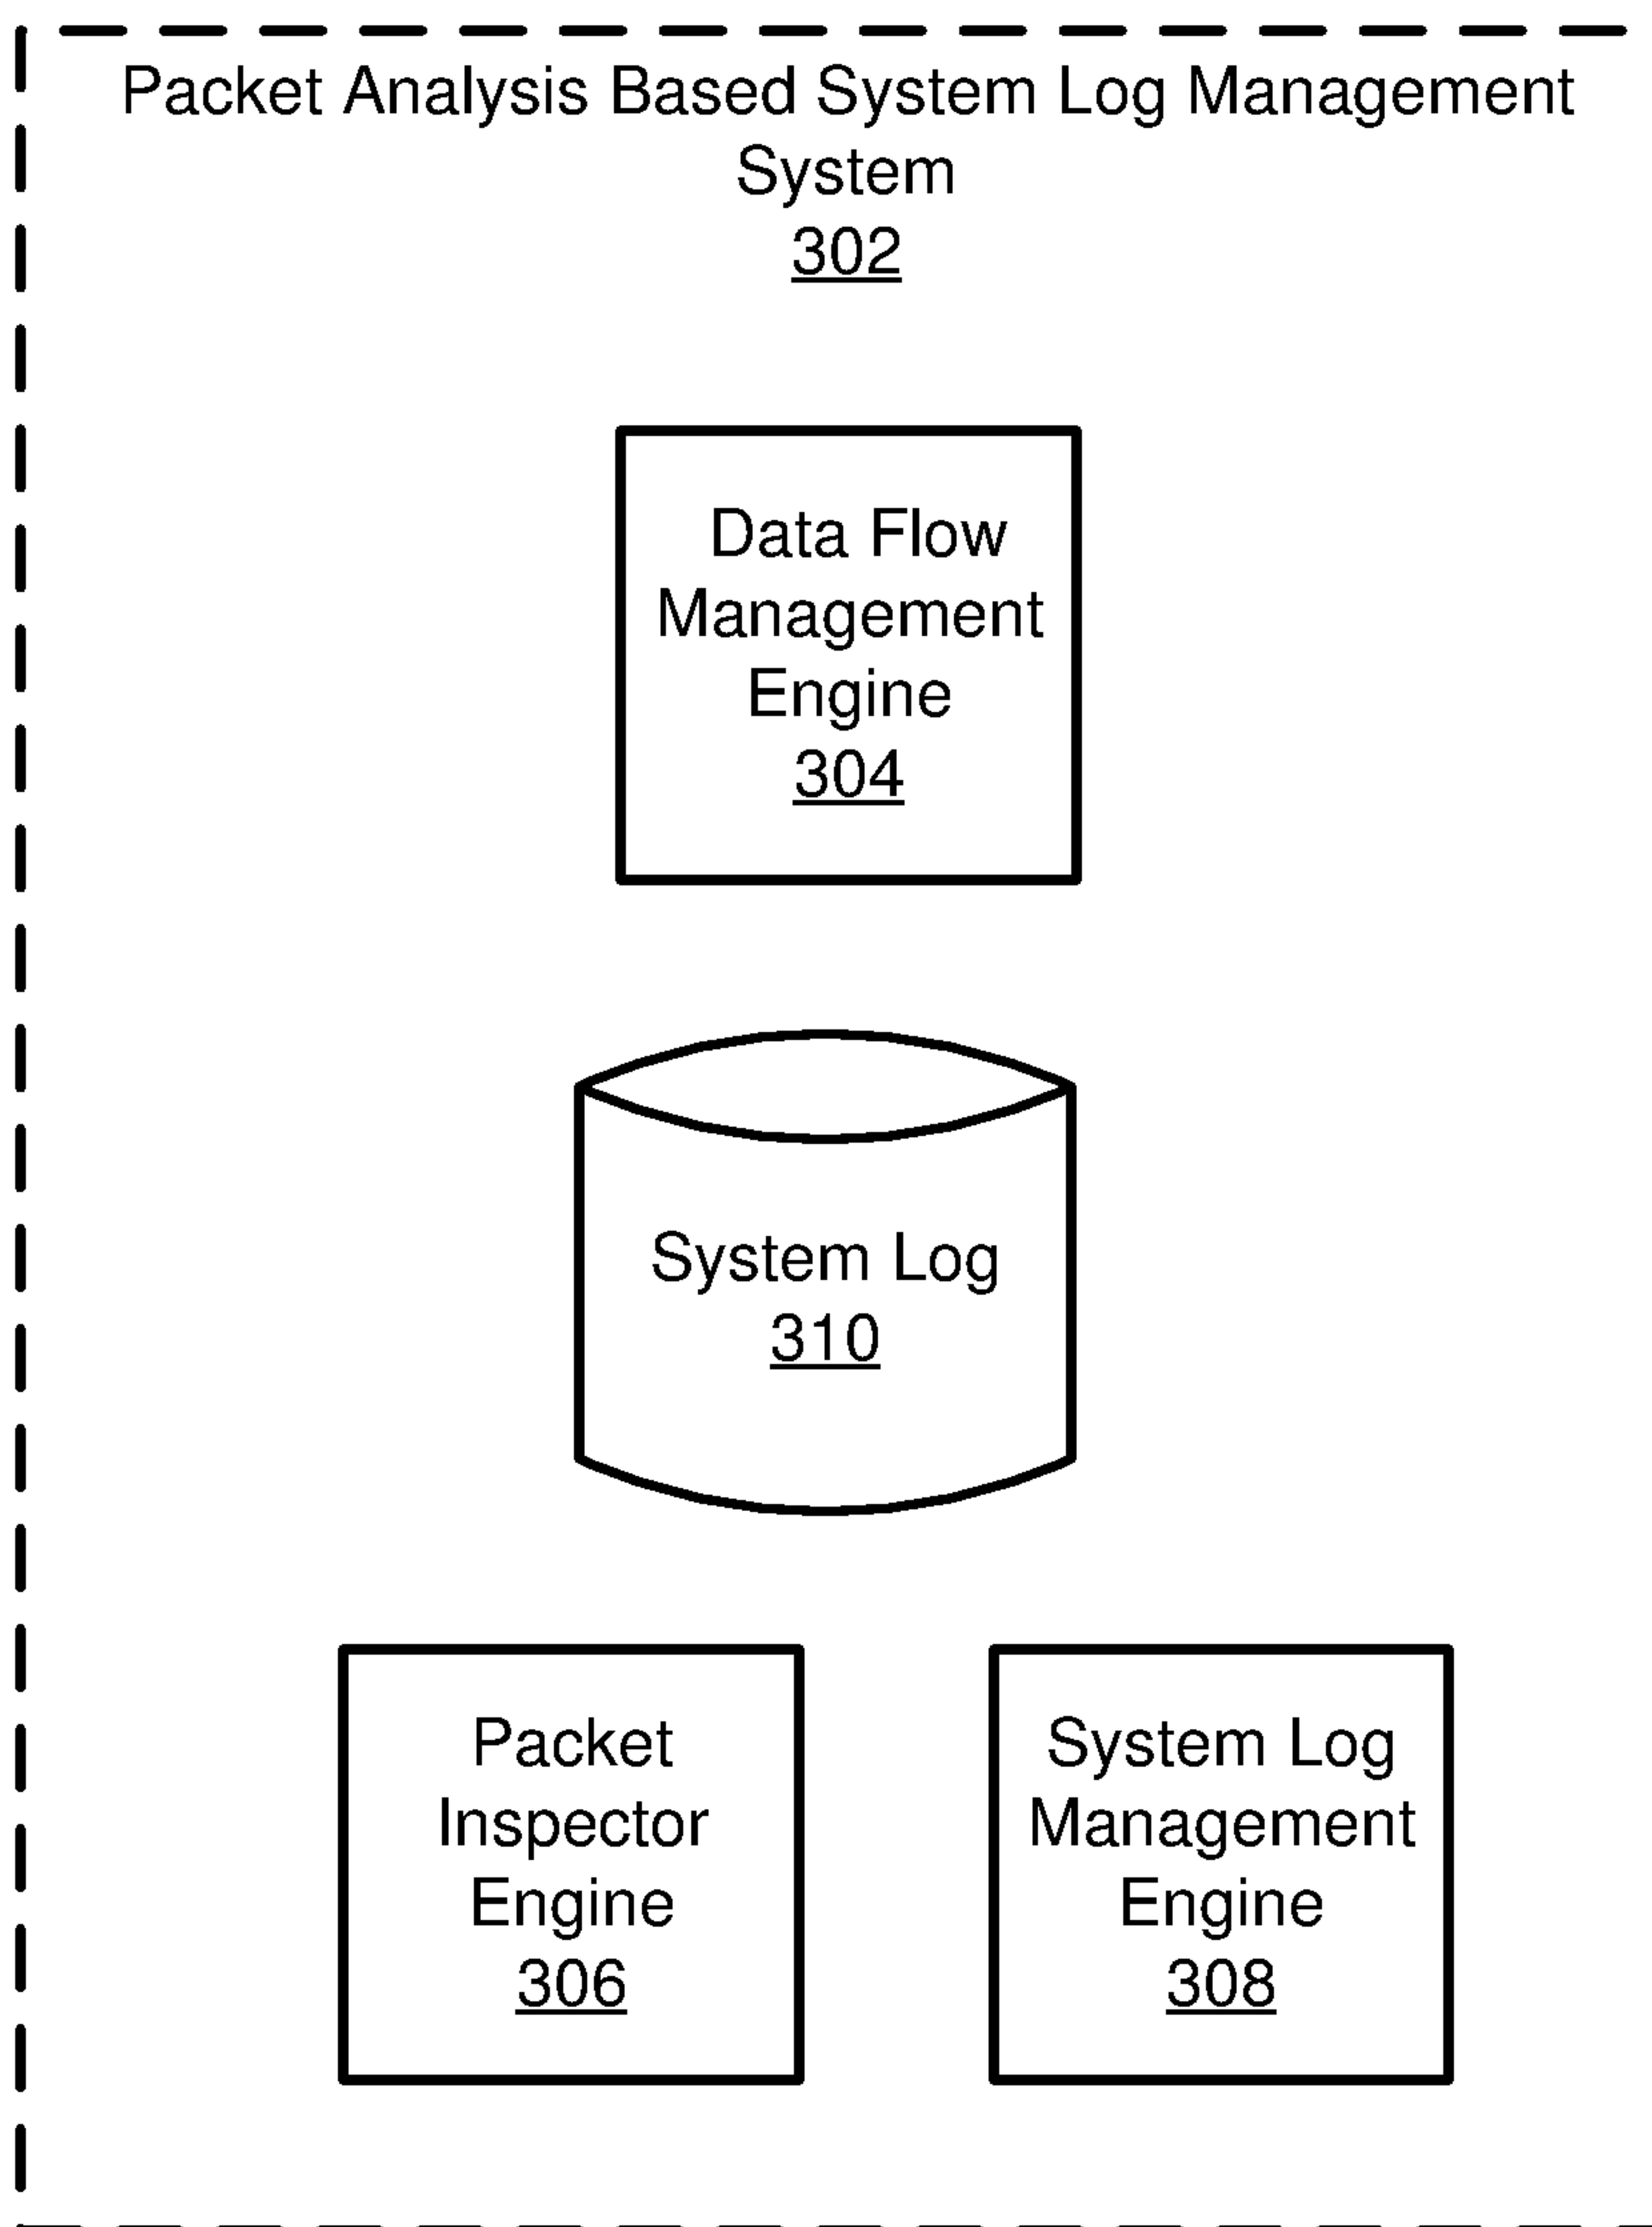 Packet Analysis Based System Log Management
System
302
Data Flow
Management
Engine
304
System Log
310
Packet
Inspector
Engine
306
System Log
Management
Engine
308